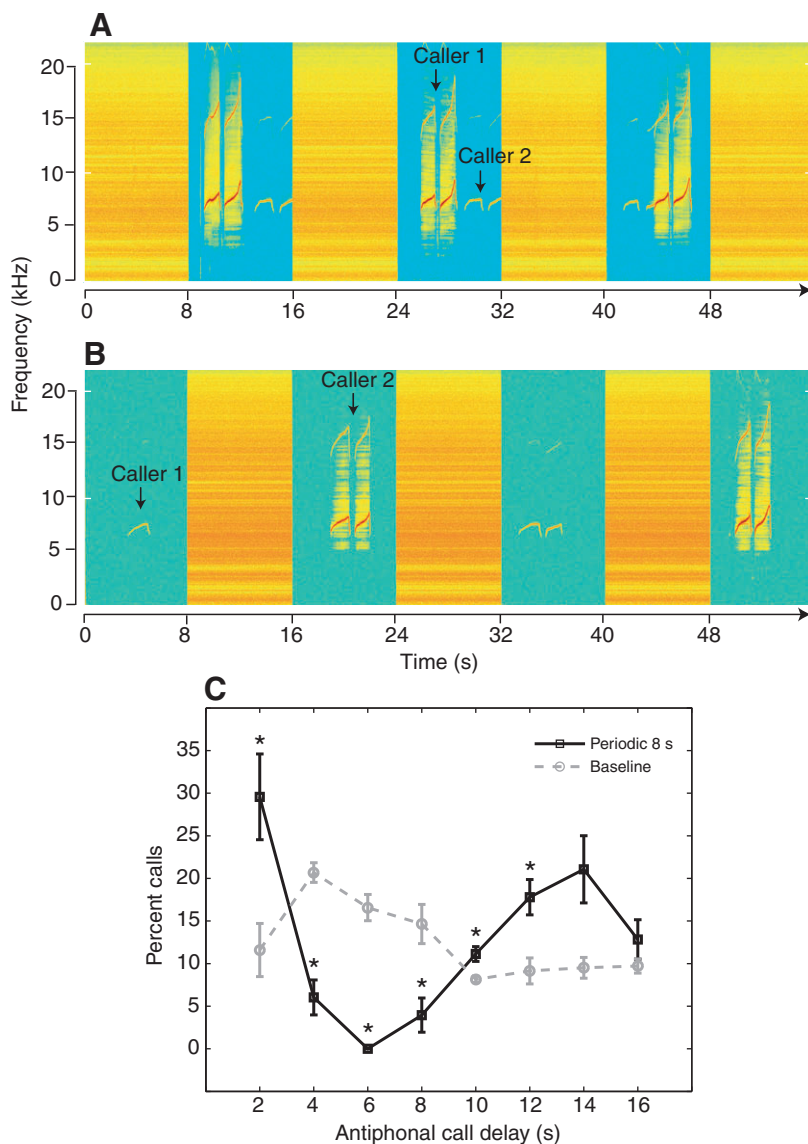 A
Frequency (kHz)
20
15
10
5
0
Caller 1
Caller 2
0 8 16 24 32 40 48
B
20
15
10
5
0
Caller 1
Caller 2
0 8 16 24 32 40 48
Time (s)
C
Percent calls
35
30
25
20
15
10
5
0
* * * * * *
Periodic 8 s
Baseline
2 4 6 8 10 12 14 16
Antiphonal call delay (s)